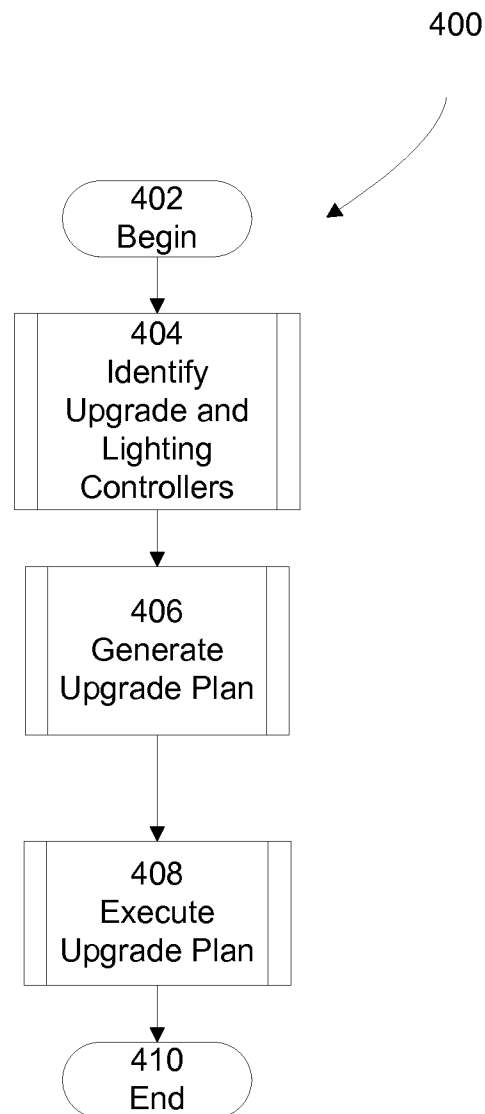 400
402
Begin
404
Identify
Upgrade and
Lighting
Controllers
406
Generate
Upgrade Plan
408
Execute
Upgrade Plan
410
End